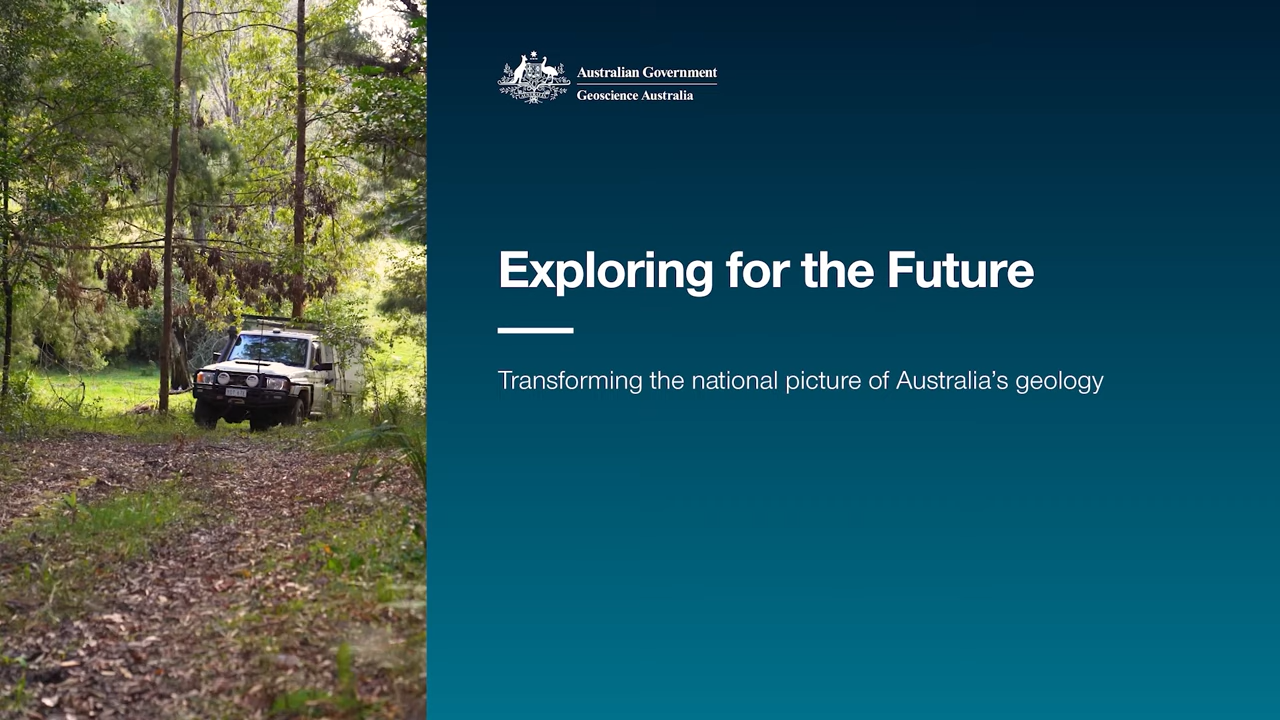 Australian Government
Geoscience Australia
Exploring for the Future
Transforming the national picture of Australia's geology